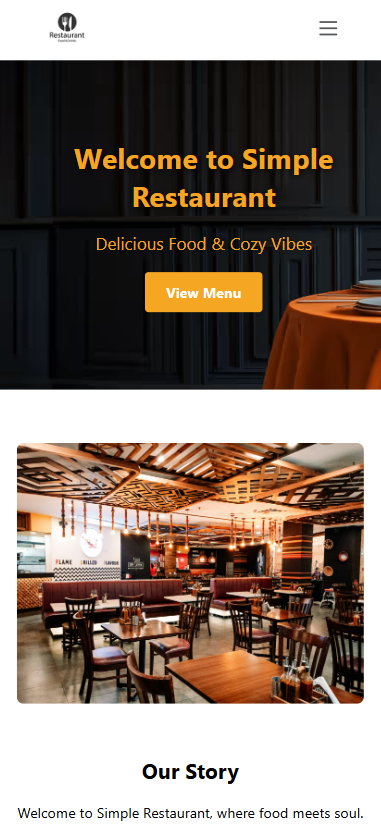 Restaurant
Welcome to Simple
Restaurant
Delicious Food & Cozy Vibes
View Menu
FLAME GRILLED FLAVOUR
Our Story
Welcome to Simple Restaurant, where food meets soul.